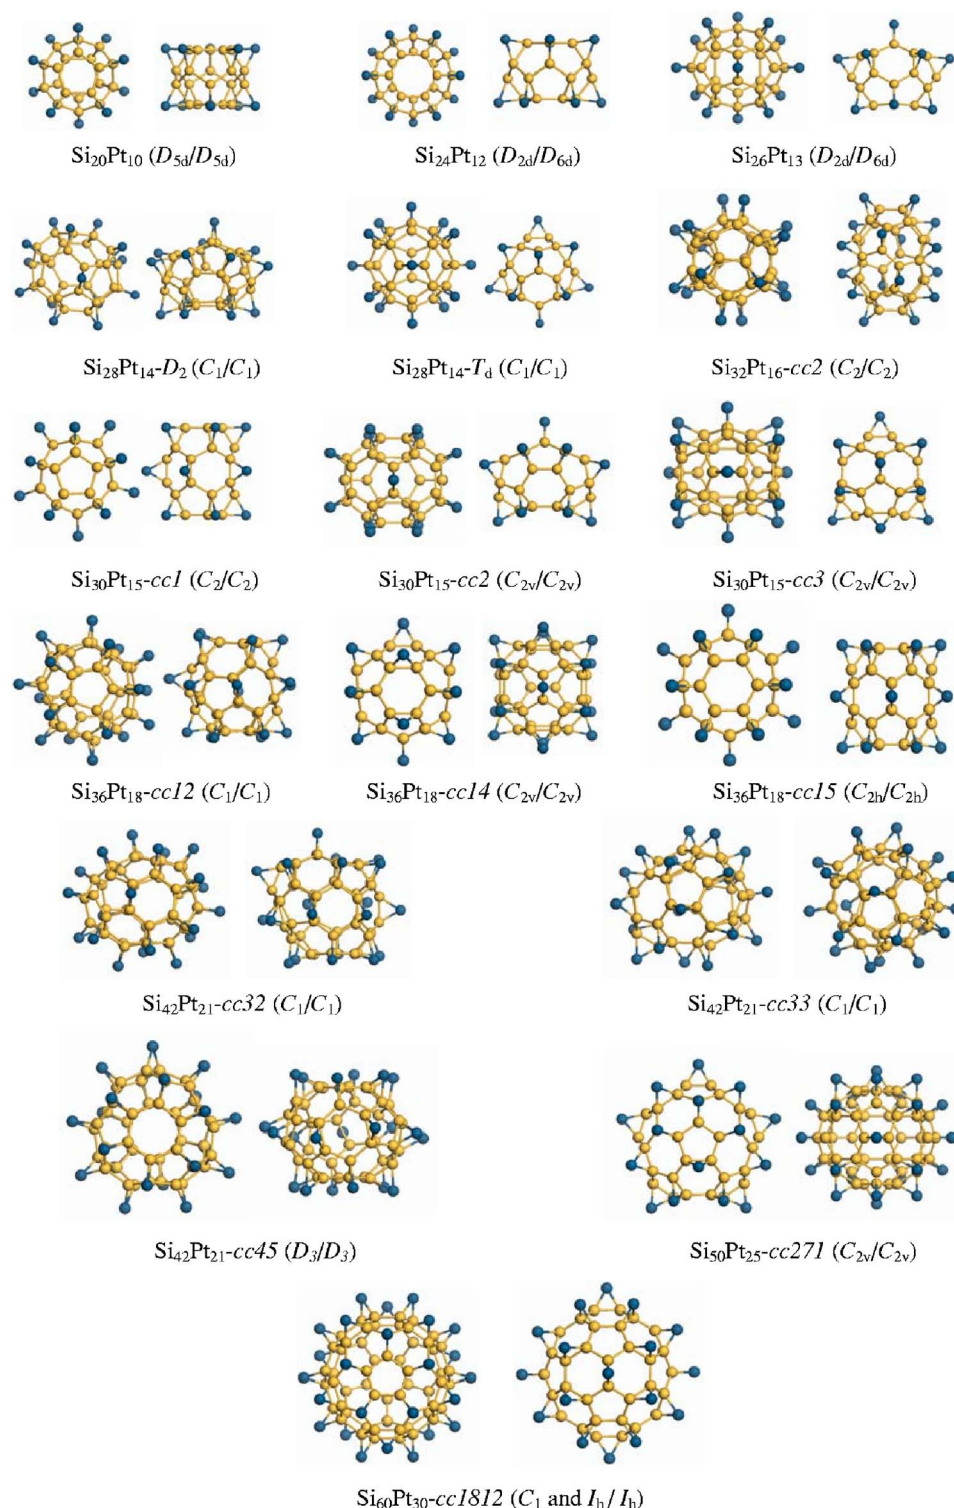 Si₂₀Pt₁₀ (D₅d/D₅d)
Si₂₄Pt₁₂ (D₂d/D₆d)
Si₂₆Pt₁₃ (D₂d/D₆d)
Si₂₈Pt₁₄-D₂ (C₁/C₁)
Si₂₈Pt₁₄-Td (C₁/C₁)
Si₃₂Pt₁₆-cc2 (C₂/C₂)
Si₃₀Pt₁₅-cc1 (C₂/C₂)
Si₃₀Pt₁₅-cc2 (C₂v/C₂v)
Si₃₀Pt₁₅-cc3 (C₂v/C₂v)
Si₃₆Pt₁₈-cc12 (C₁/C₁)
Si₃₆Pt₁₈-cc14 (C₂v/C₂v)
Si₃₆Pt₁₈-cc15 (C₂h/C₂h)
Si₄₂Pt₂₁-cc32 (C₁/C₁)
Si₄₂Pt₂₁-cc33 (C₁/C₁)
Si₄₂Pt₂₁-cc45 (D₃/D₃)
Si₅₀Pt₂₅-cc271 (C₂v/C₂v)
Si₆₀Pt₃₀-cc1812 (C₁ and Ih / Ih)